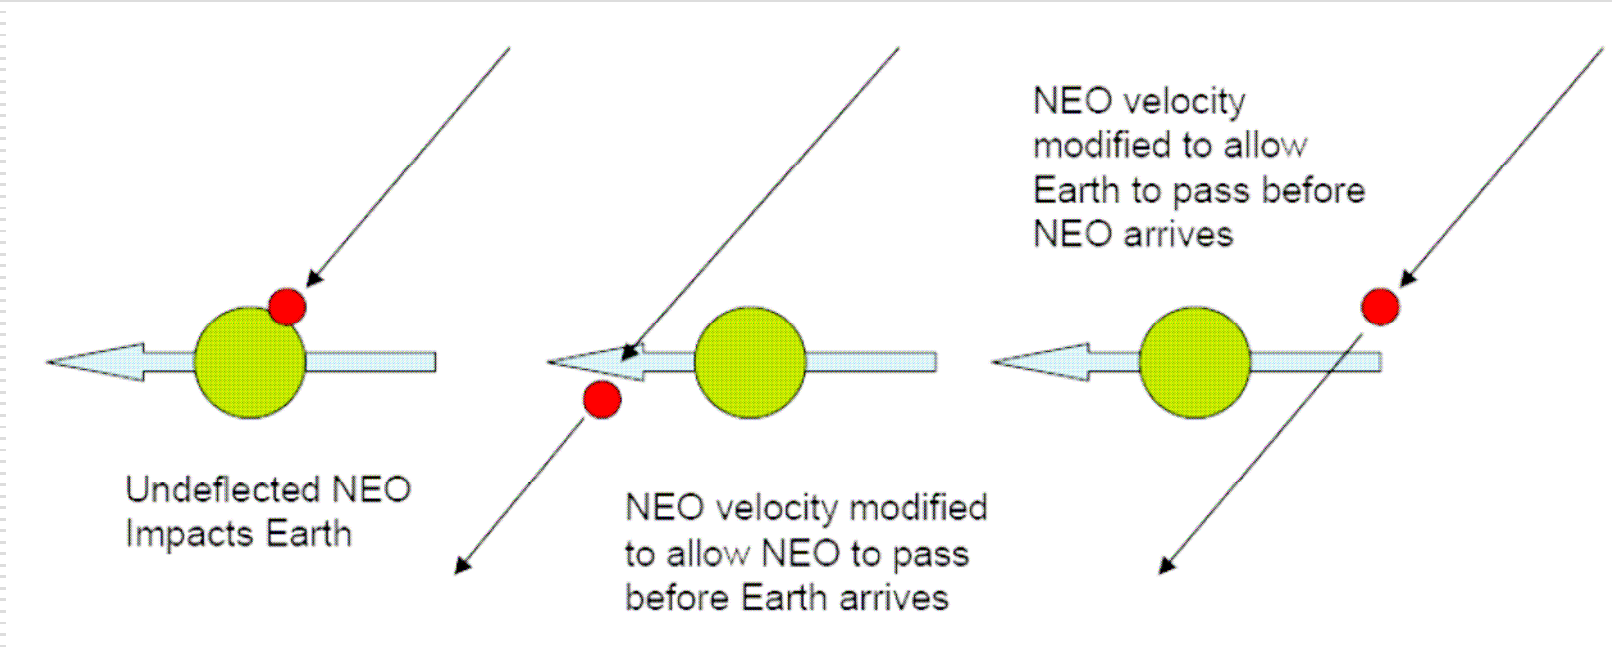 Undeflected NEO
Impacts Earth
NEO velocity modified
to allow NEO to pass
before Earth arrives
NEO velocity
modified to allow
Earth to pass before
NEO arrives